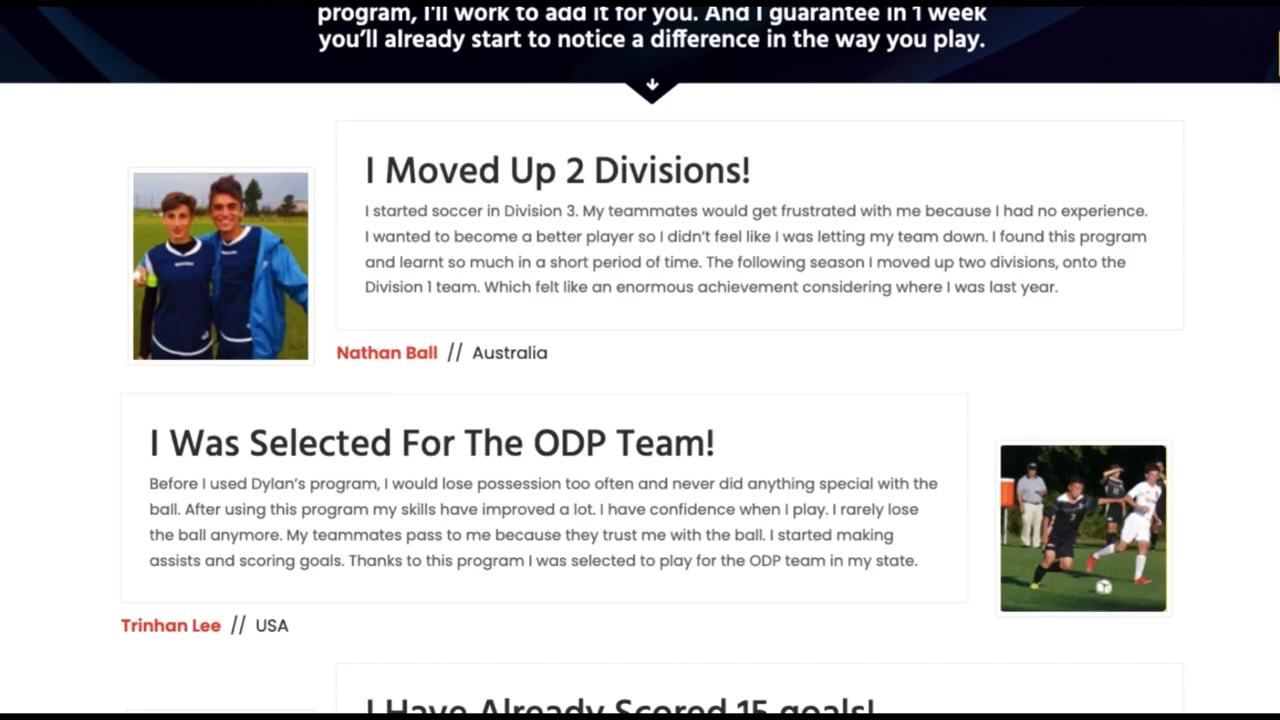 program, I'll work to add it for you. And I guarantee in 1 week
you'll already start to notice a difference in the way you play.
I Moved Up 2 Divisions!
I started soccer in Division 3. My teammates would get frustrated with me because I had no experience.
I wanted to become a better player so I didn't feel like I was letting my team down. I found this program
and learnt so much in a short period of time. The following season I moved up two divisions, onto the
Division 1 team. Which felt like an enormous achievement considering where I was last year.
Nathan Ball // Australia
I Was Selected For The ODP Team!
Before I used Dylan's program, I would lose possession too often and never did anything special with the
ball. After using this program my skills have improved a lot. I have confidence when I play. I rarely lose
the ball anymore. My teammates pass to me because they trust me with the ball. I started making
assists and scoring goals. Thanks to this program I was selected to play for the ODP team in my state.
Trinhan Lee // USA
I Have Already Scored 15 goals!